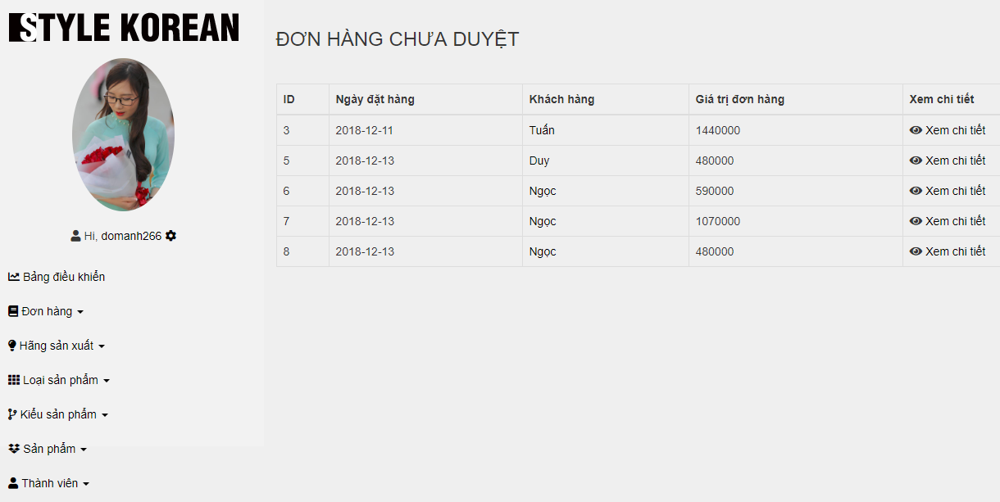 STYLE KOREAN
Hi, domanh266
Bảng điều khiển
Đơn hàng
Hãng sản xuất
Loại sản phẩm
Kiểu sản phẩm
Sản phẩm
Thành viên
ĐƠN HÀNG CHƯA DUYỆT
ID Ngày đặt hàng Khách hàng Giá trị đơn hàng Xem chi tiết
3 2018-12-11 Tuấn 1440000 Xem chi tiết
5 2018-12-13 Duy 480000 Xem chi tiết
6 2018-12-13 Ngọc 590000 Xem chi tiết
7 2018-12-13 Ngọc 1070000 Xem chi tiết
8 2018-12-13 Ngọc 480000 Xem chi tiết